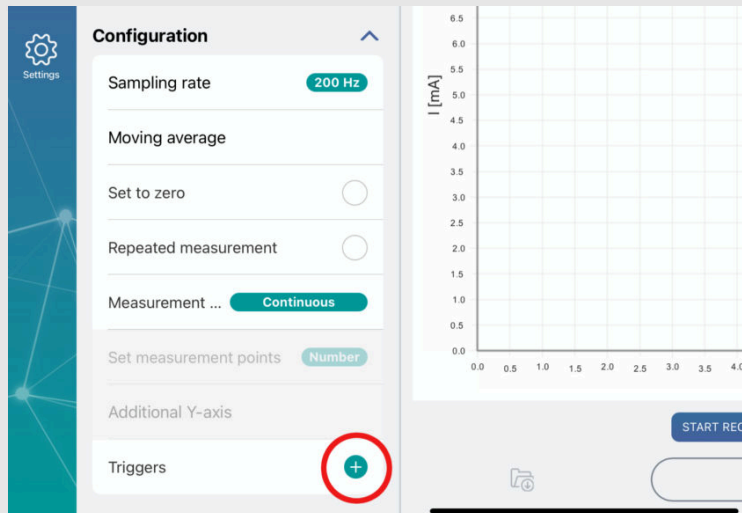 Settings
Configuration
Sampling rate 200 Hz
Moving average
Set to zero
Repeated measurement
Measurement ... Continuous
Set measurement points Number
Additional Y-axis
Triggers
I [mA]
6.5
6.0
5.5
5.0
4.5
4.0
3.5
3.0
2.5
2.0
1.5
1.0
0.5
0.0
0.0 0.5 1.0 1.5 2.0 2.5 3.0 3.5 4.0
START REC